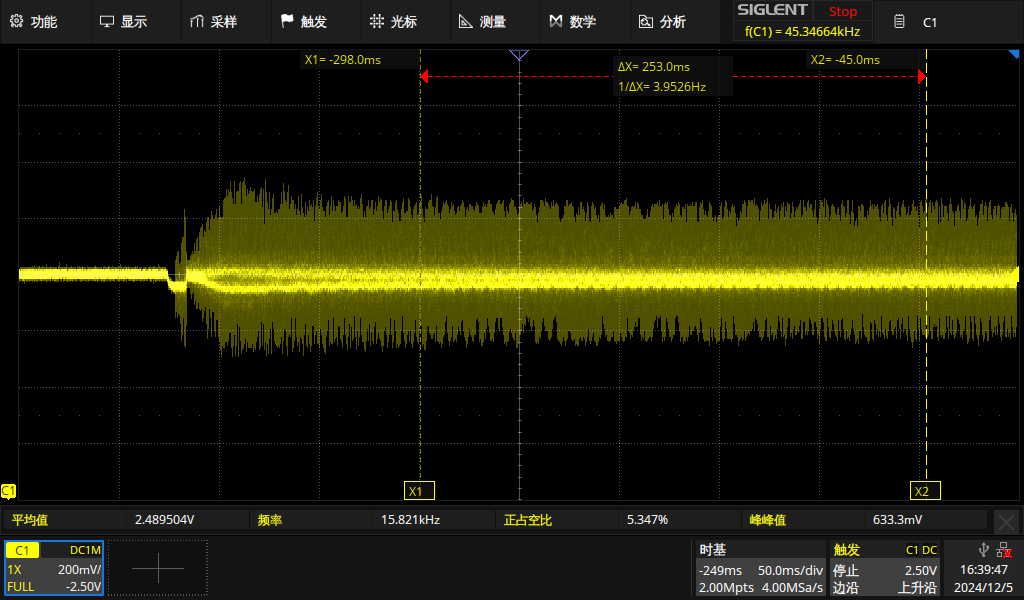 功能 显示 采样 触发 光标 测量 数学 分析 SIGLENT Stop C1
f(C1) = 45.34664kHz
X1= -298.0ms ΔX= 253.0ms X2= -45.0ms
1/ΔX= 3.9526Hz
C1 X1 X2
平均值 2.489504V 频率 15.821kHz 正占空比 5.347% 峰峰值 633.3mV
C1 DC1M 时基 触发 C1 DC
1X 200mV/ -249ms 50.0ms/div 停止 2.50V 16:39:47
FULL -2.50V 2.00Mpts 4.00MSa/s 边沿 上升沿 2024/12/5